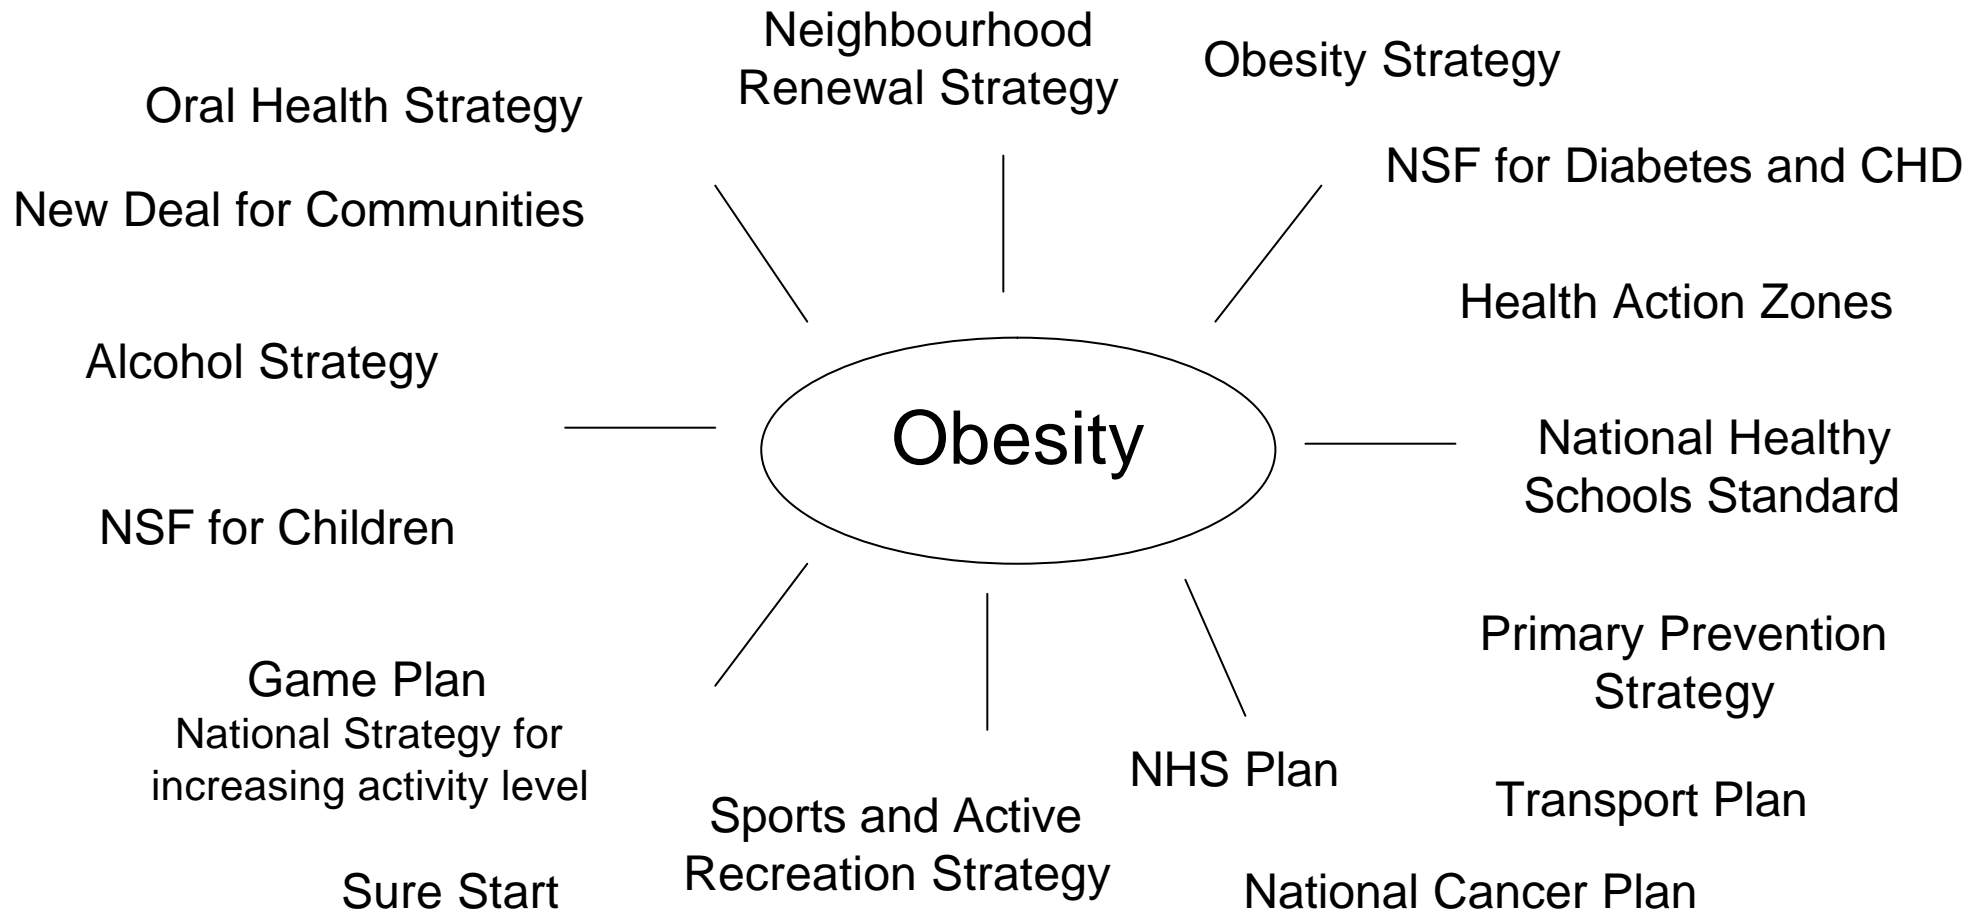 Neighbourhood
Renewal Strategy
Obesity Strategy
Oral Health Strategy
NSF for Diabetes and CHD
New Deal for Communities
Health Action Zones
Alcohol Strategy
Obesity
National Healthy
Schools Standard
NSF for Children
Primary Prevention
Strategy
Game Plan
National Strategy for
increasing activity level
NHS Plan
Transport Plan
Sports and Active
Recreation Strategy
Sure Start
National Cancer Plan